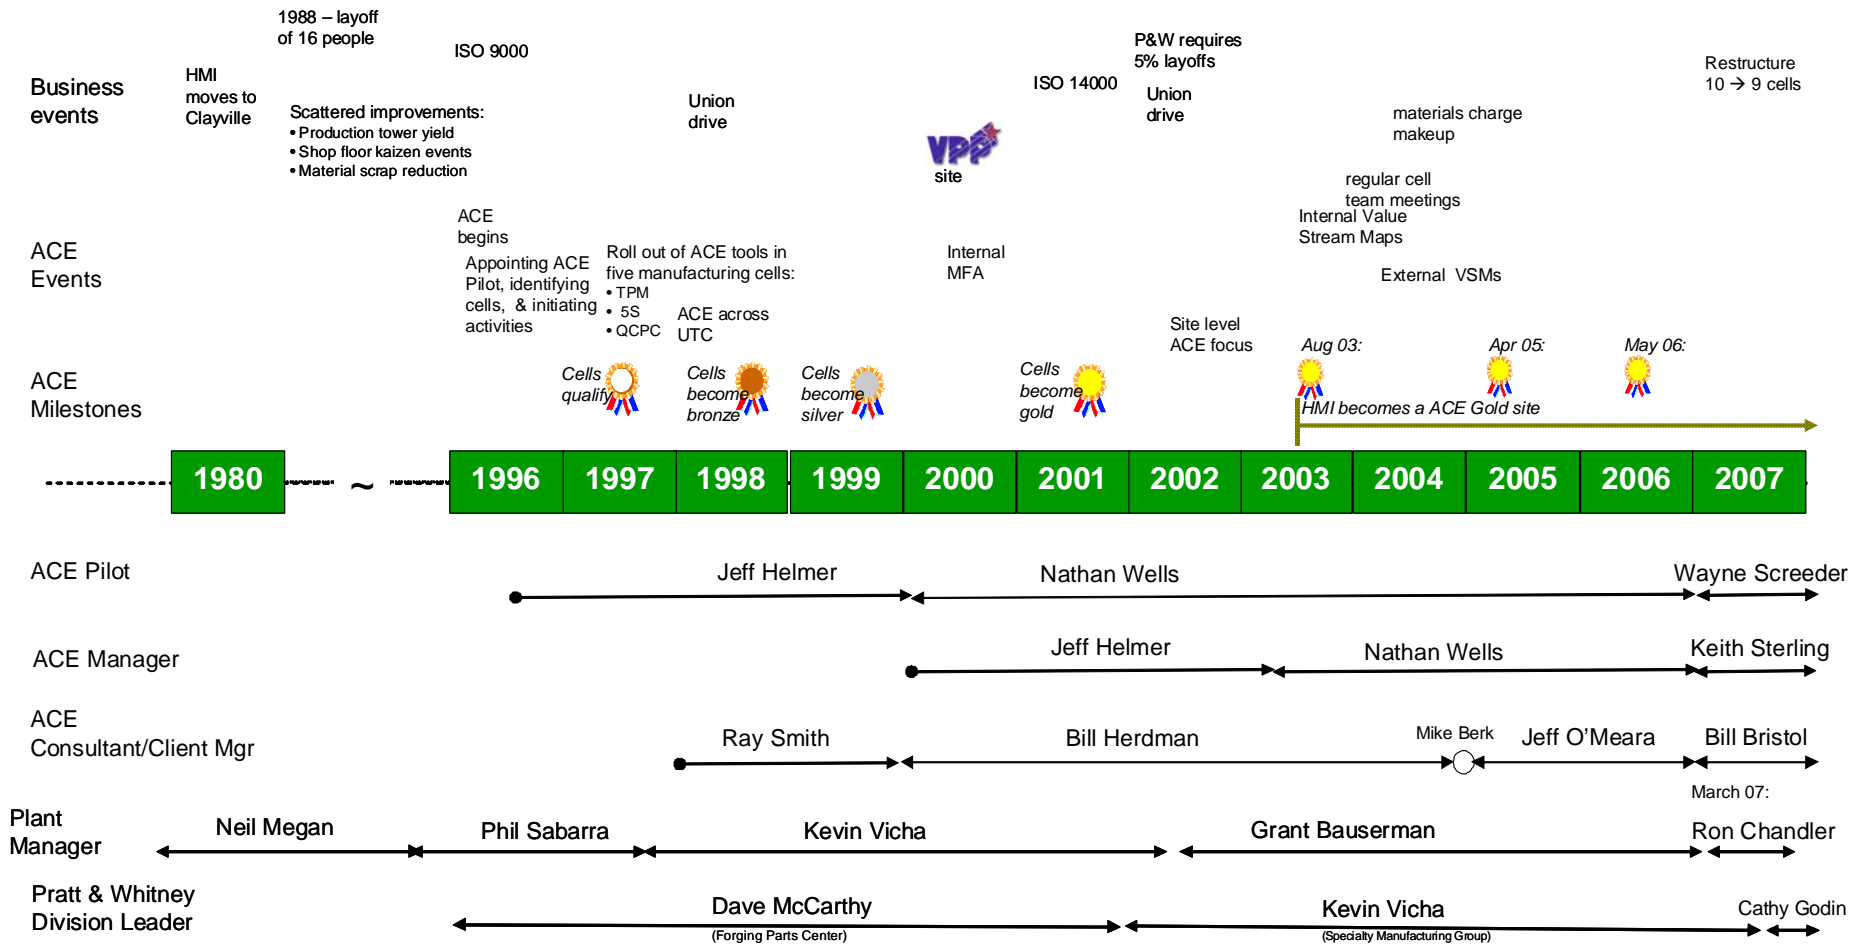 1988 – layoff
of 16 people
ISO 9000
P&W requires
5% layoffs
Business
events
HMI
moves to
Clayville
Scattered improvements:
• Production tower yield
• Shop floor kaizen events
• Material scrap reduction
Union
drive
VPP
site
ISO 14000
Union
drive
materials charge
makeup
Restructure
10 → 9 cells
regular cell
team meetings
ACE
Events
ACE
begins
Appointing ACE
Pilot, identifying
cells, & initiating
activities
Roll out of ACE tools in
five manufacturing cells:
• TPM
• 5S
• QCPC
ACE across
UTC
Internal
MFA
Internal Value
Stream Maps
External VSMs
Site level
ACE focus
ACE
Milestones
Cells
qualify
Cells
become
bronze
Cells
become
silver
Cells
become
gold
Aug 03:
Apr 05:
May 06:
HMI becomes a ACE Gold site
1980
~
1996
1997
1998
1999
2000
2001
2002
2003
2004
2005
2006
2007
ACE Pilot
Jeff Helmer
Nathan Wells
Wayne Screeder
ACE Manager
Jeff Helmer
Nathan Wells
Keith Sterling
ACE
Consultant/Client Mgr
Ray Smith
Bill Herdman
Mike Berk
Jeff O’Meara
Bill Bristol
Plant
Manager
Neil Megan
Phil Sabarra
Kevin Vicha
Grant Bauserman
March 07:
Ron Chandler
Pratt & Whitney
Division Leader
Dave McCarthy
(Forging Parts Center)
Kevin Vicha
(Specialty Manufacturing Group)
Cathy Godin